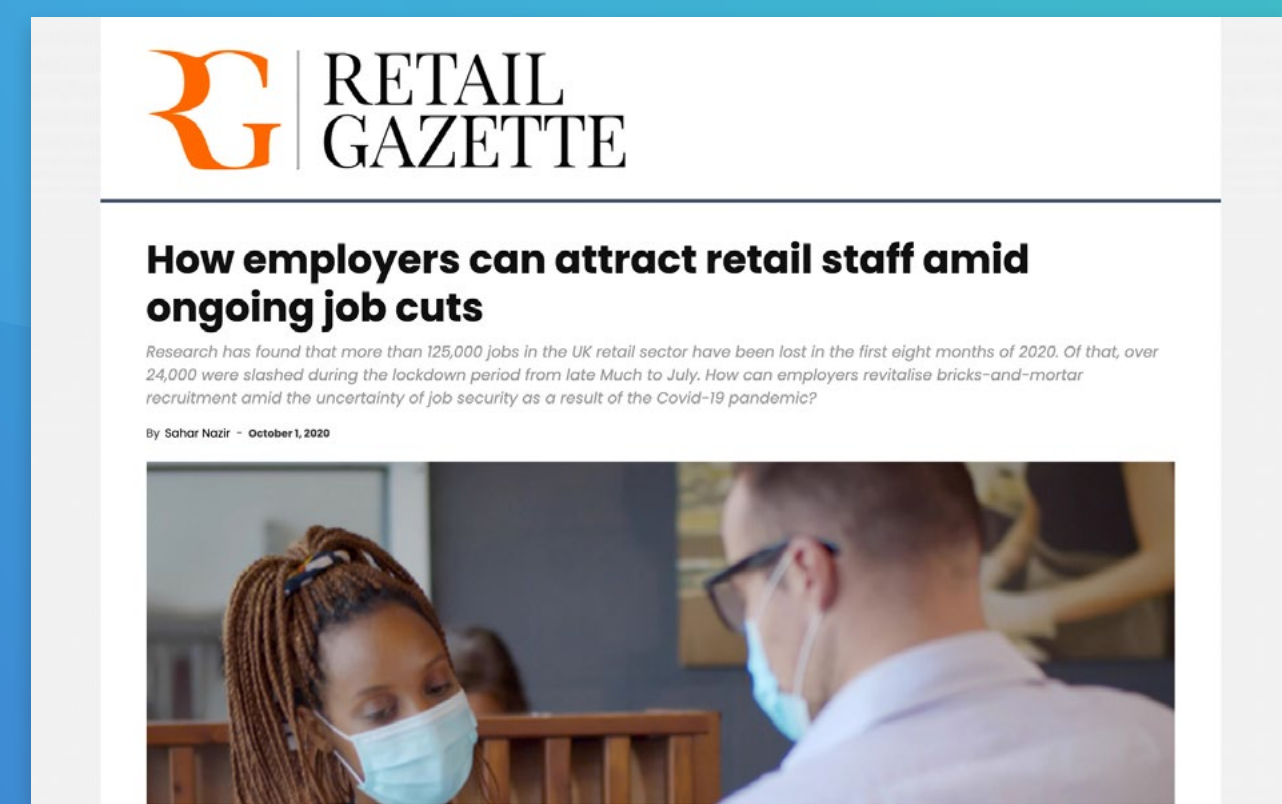 RG
RETAIL
GAZETTE
How employers can attract retail staff amid
ongoing job cuts
Research has found that more than 125,000 jobs in the UK retail sector have been lost in the first eight months of 2020. Of that, over
24,000 were slashed during the lockdown period from late Much to July. How can employers revitalise bricks-and-mortar
recruitment amid the uncertainty of job security as a result of the Covid-19 pandemic?
By Sahar Nazir - October 1, 2020